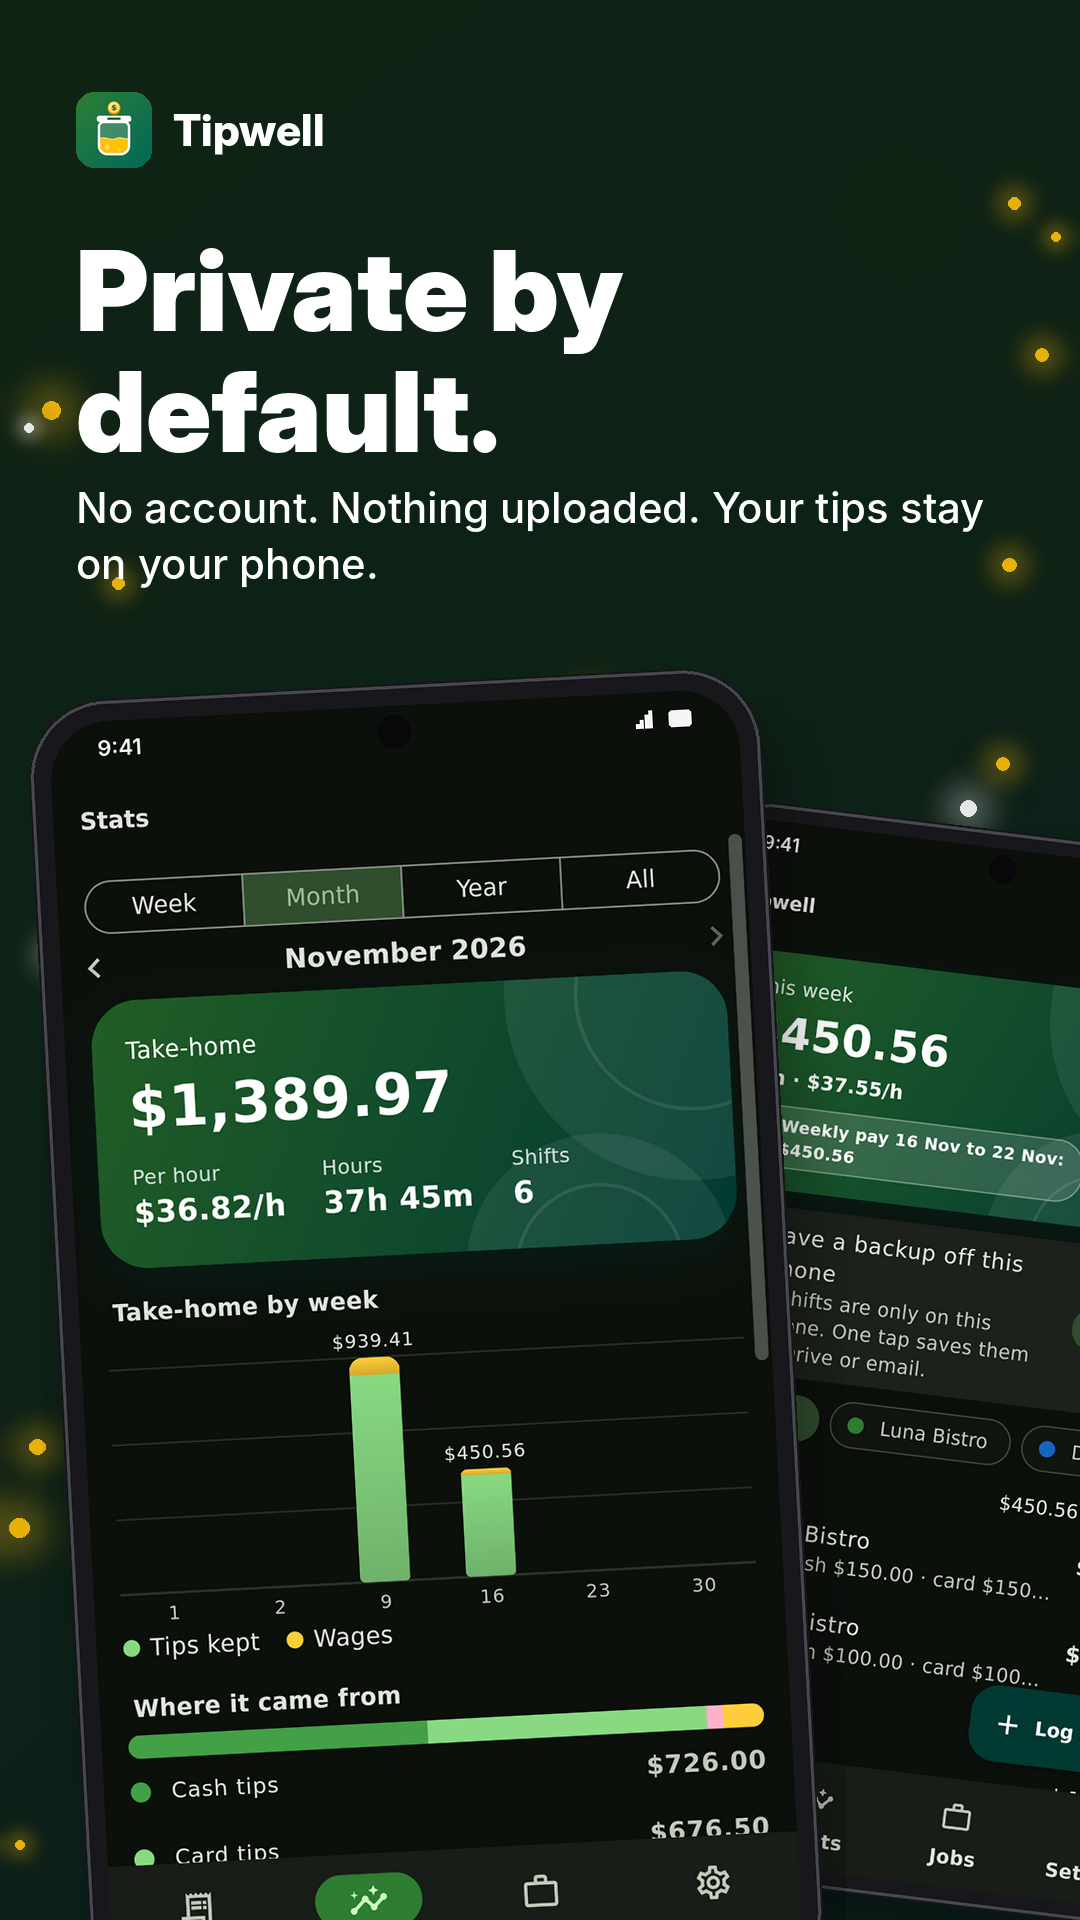 Tipwell
Private by
default.
No account. Nothing uploaded. Your tips stay
on your phone.
9:41
Stats
Week Month Year All
November 2026
Take-home
$1,389.97
Per hour Hours Shifts
$36.82/h 37h 45m 6
Take-home by week
$939.41
$450.56
1 2 9 16 23 30
Tips kept Wages
Where it came from
Cash tips $726.00
Card tips $676.50
9:41
well
his week
450.56
· $37.55/h
Weekly pay 16 Nov to 22 Nov:
$450.56
ave a backup off this
one
hifts are only on this
ne. One tap saves them
rive or email.
Luna Bistro
$450.56
Bistro
sh $150.00 · card $150...
istro
$100.00 · card $100...
+ Log
ts Jobs Set